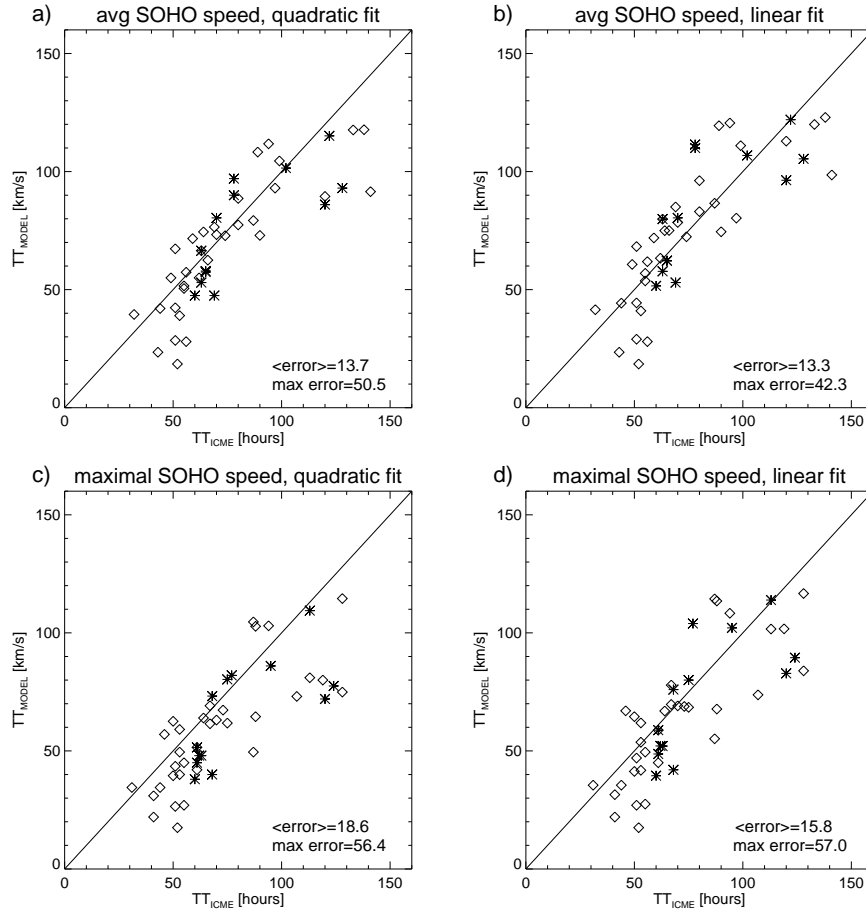 a) avg SOHO speed, quadratic fit
150
100
50
0
TT_MODEL [km/s]
<error>=13.7
max error=50.5
0 50 100 150
TT_ICME [hours]
b) avg SOHO speed, linear fit
150
100
50
0
TT_MODEL [km/s]
<error>=13.3
max error=42.3
0 50 100 150
TT_ICME [hours]
c) maximal SOHO speed, quadratic fit
150
100
50
0
TT_MODEL [km/s]
<error>=18.6
max error=56.4
0 50 100 150
TT_ICME [hours]
d) maximal SOHO speed, linear fit
150
100
50
0
TT_MODEL [km/s]
<error>=15.8
max error=57.0
0 50 100 150
TT_ICME [hours]